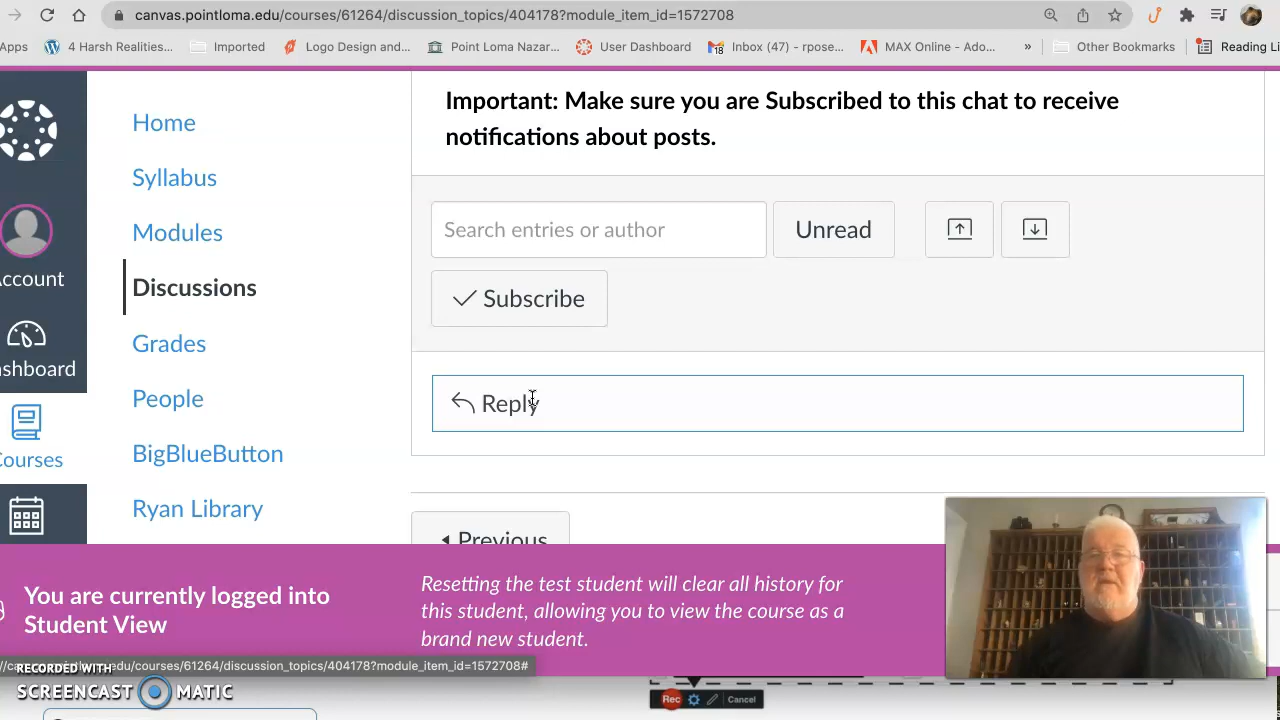 canvas.pointloma.edu/courses/61264/discussion_topics/404178?module_item_id=1572708
Apps
4 Harsh Realities...
Imported
Logo Design and...
Point Loma Nazar...
User Dashboard
18
Inbox (47) - rpose...
MAX Online - Ado...
»
Other Bookmarks
Reading Li
Important: Make sure you are Subscribed to this chat to receive
notifications about posts.
Home
Syllabus
Modules
Discussions
Grades
People
BigBlueButton
Ryan Library
ccount
shboard
ourses
Search entries or author
Unread
Subscribe
Reply
Previous
You are currently logged into
Student View
Resetting the test student will clear all history for
this student, allowing you to view the course as a
brand new student.
edu/courses/61264/discussion_topics/404178?module_item_id=1572708#
RECORDED WITH
SCREENCAST MATIC
Rec
Cancel